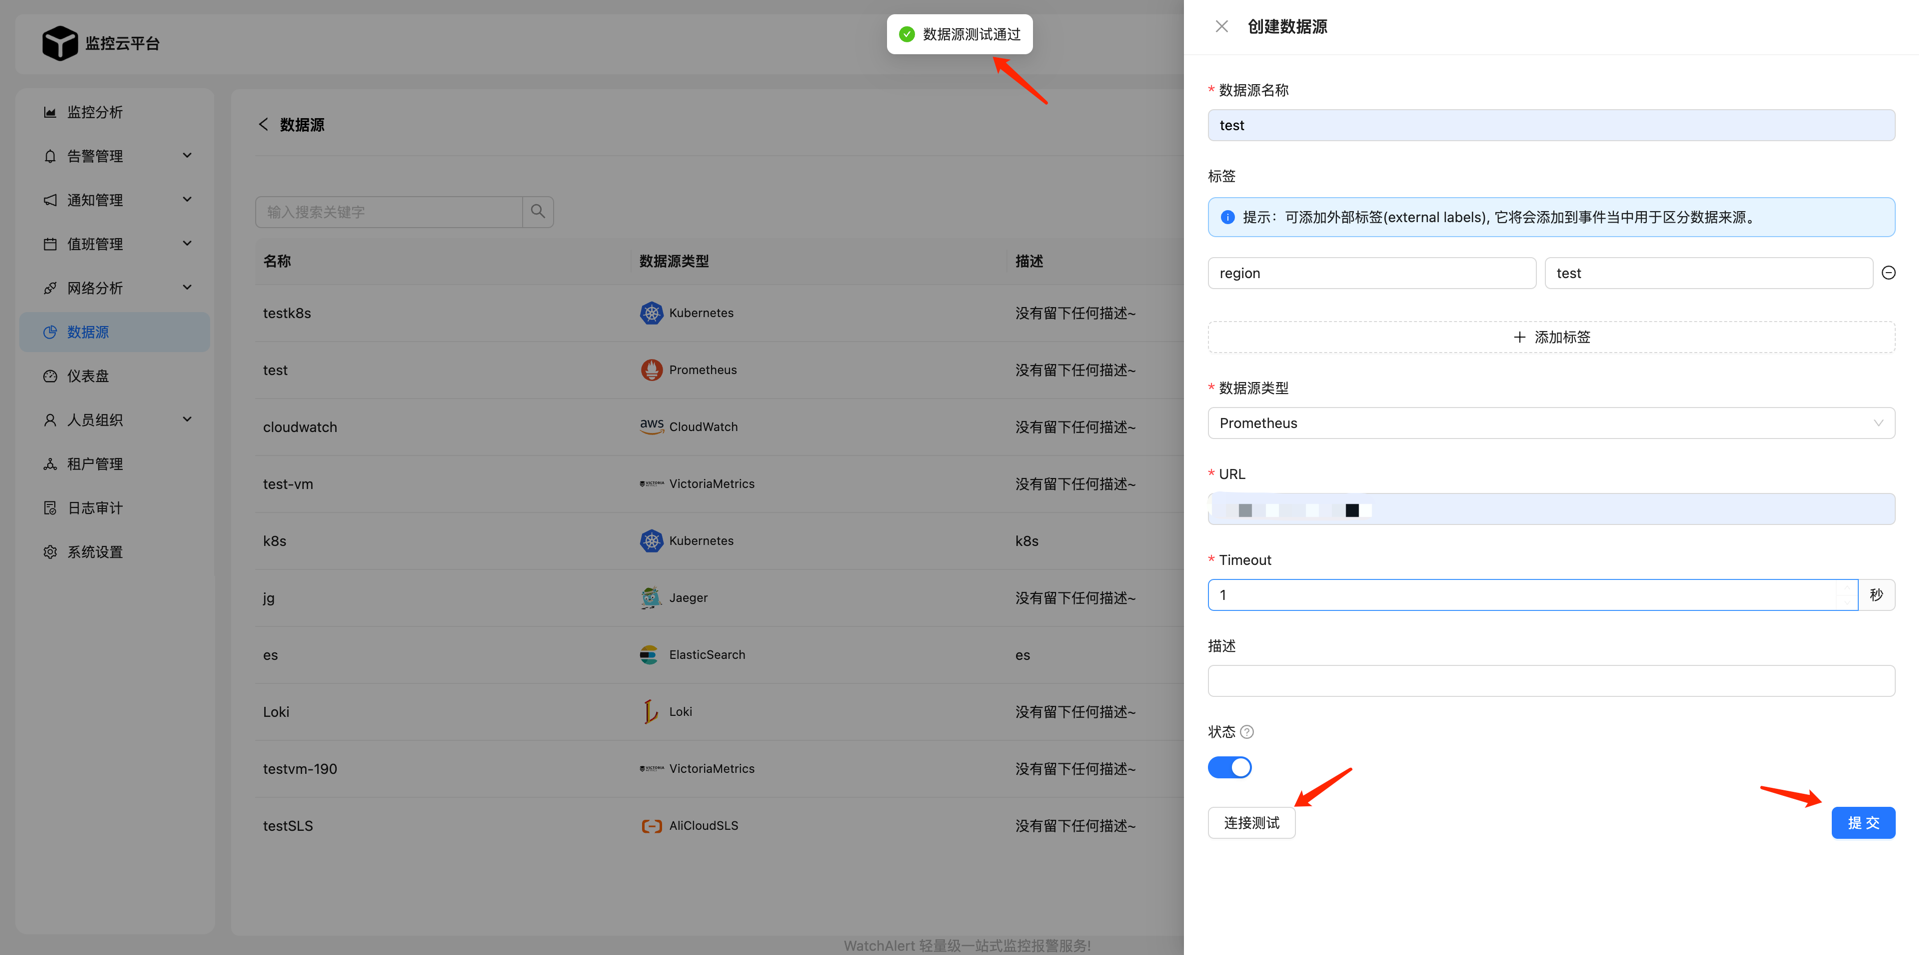 监控云平台
数据源测试通过
监控分析
告警管理
通知管理
值班管理
网络分析
数据源
仪表盘
人员组织
租户管理
日志审计
系统设置
数据源
输入搜索关键字
名称 数据源类型 描述
testk8s Kubernetes 没有留下任何描述~
test Prometheus 没有留下任何描述~
cloudwatch aws CloudWatch 没有留下任何描述~
test-vm VictoriaMetrics 没有留下任何描述~
k8s Kubernetes k8s
jg Jaeger 没有留下任何描述~
es ElasticSearch es
Loki Loki 没有留下任何描述~
testvm-190 VictoriaMetrics 没有留下任何描述~
testSLS AliCloudSLS 没有留下任何描述~
WatchAlert 轻量级一站式监控报警服务!
创建数据源
* 数据源名称
test
标签
提示：可添加外部标签(external labels), 它将会添加到事件当中用于区分数据来源。
region test
+ 添加标签
* 数据源类型
Prometheus
* URL
* Timeout
1 秒
描述
状态
连接测试 提交